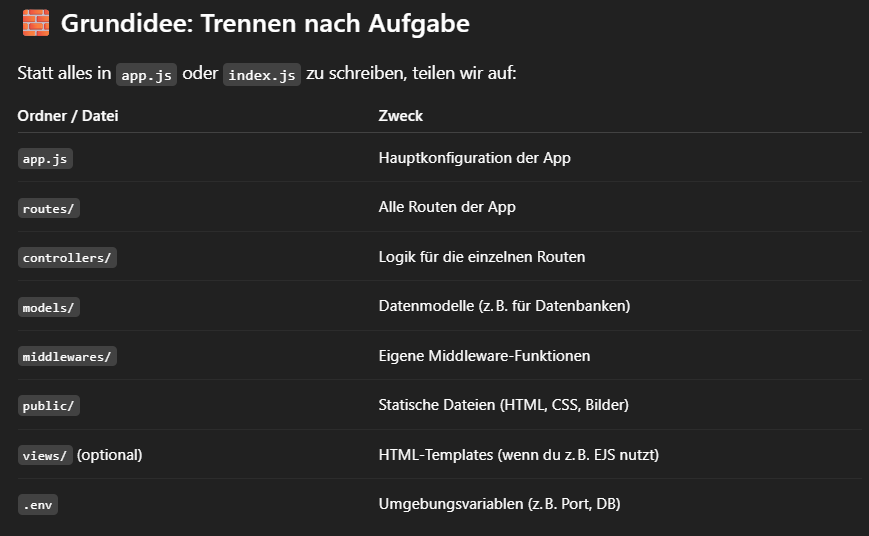 🧱 Grundidee: Trennen nach Aufgabe
Statt alles in app.js oder index.js zu schreiben, teilen wir auf:
Ordner / Datei Zweck
app.js Hauptkonfiguration der App
routes/ Alle Routen der App
controllers/ Logik für die einzelnen Routen
models/ Datenmodelle (z. B. für Datenbanken)
middlewares/ Eigene Middleware-Funktionen
public/ Statische Dateien (HTML, CSS, Bilder)
views/ (optional) HTML-Templates (wenn du z. B. EJS nutzt)
.env Umgebungsvariablen (z. B. Port, DB)